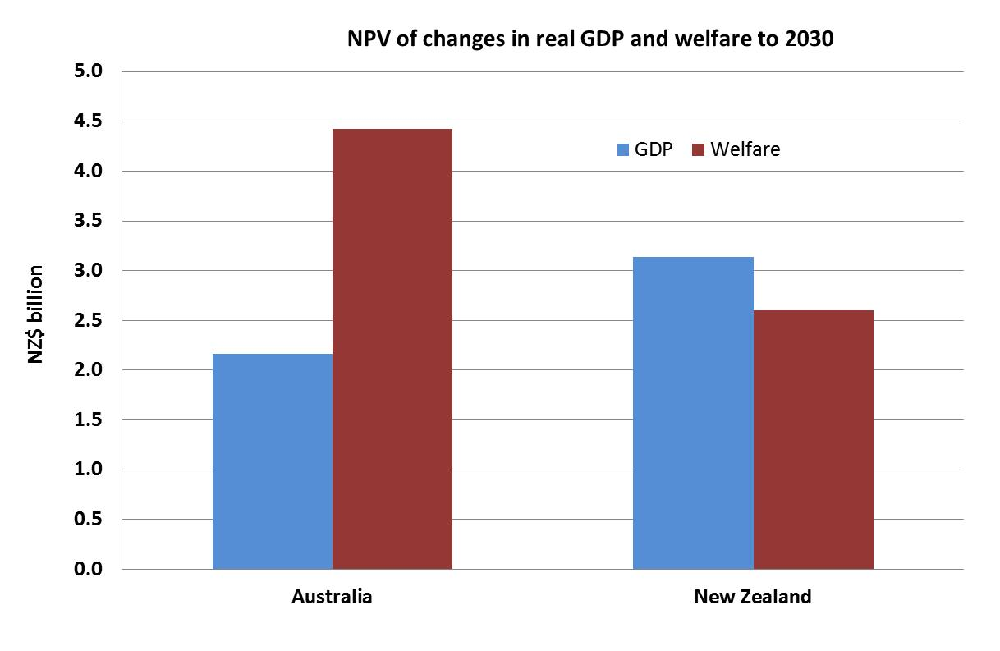 NPV of changes in real GDP and welfare to 2030
5.0
4.5
GDP Welfare
4.0
3.5
3.0
NZ$ billion
2.5
2.0
1.5
1.0
0.5
0.0
Australia New Zealand